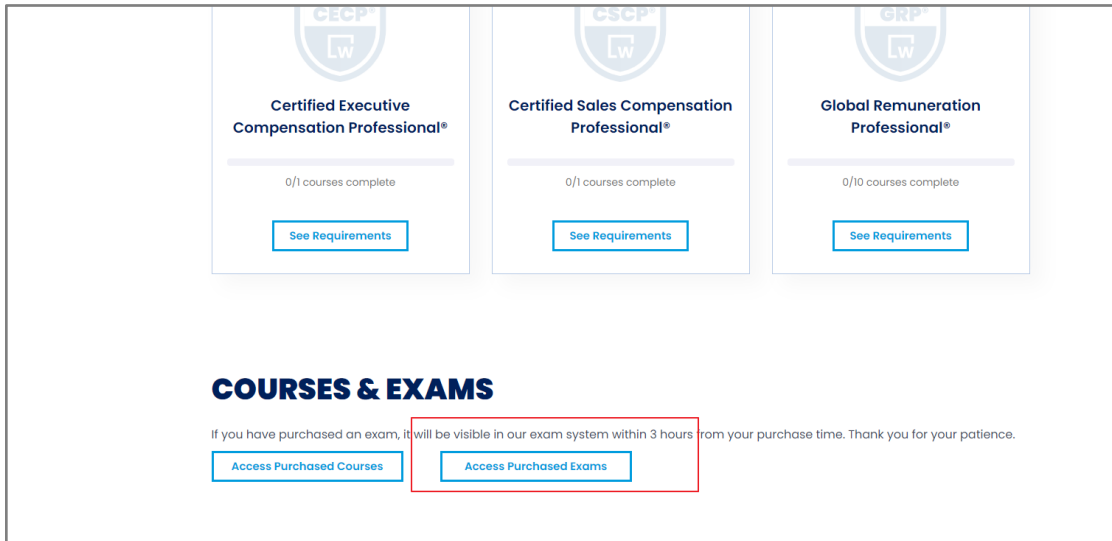 CECP®
CSCP®
GRP®
W
W
W
Certified Executive
Compensation Professional®
Certified Sales Compensation
Professional®
Global Remuneration
Professional®
0/1 courses complete
0/1 courses complete
0/10 courses complete
See Requirements
See Requirements
See Requirements
COURSES & EXAMS
If you have purchased an exam, it will be visible in our exam system within 3 hours from your purchase time. Thank you for your patience.
Access Purchased Courses
Access Purchased Exams